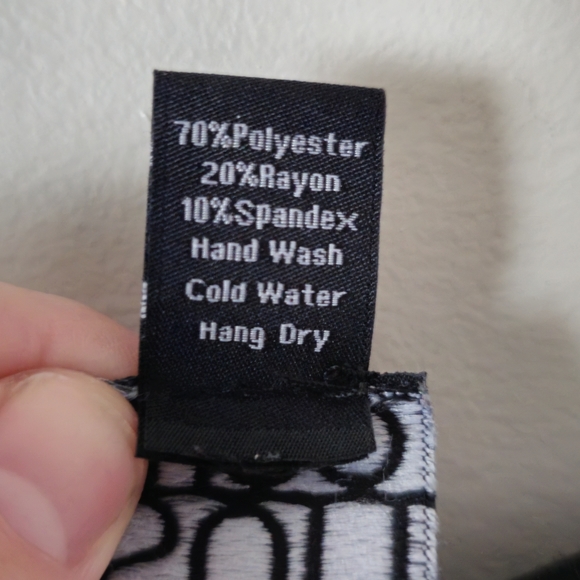 70%Polyester
20%Rayon
10%Spandex
Hand Wash
Cold Water
Hang Dry